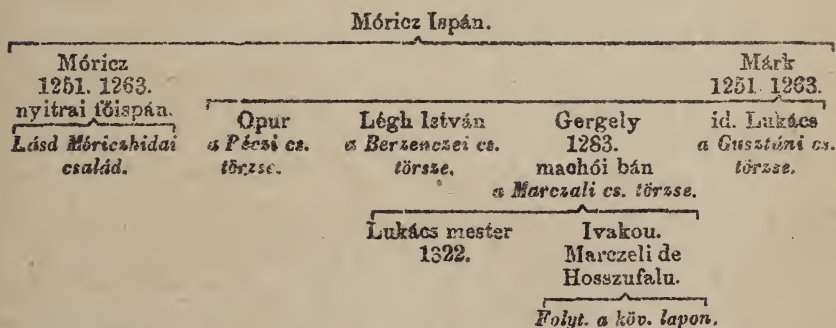 Móricz Ispán.
Móricz Márk
1251. 1263. 1251. 1263.
nyitrai főispán.
Opur Légh István Gergely id. Lukács
Lásd Móriczhidai a Péczi cs. a Berzenczei cs. 1283. a Gusztáni cs.
család. törzse. törsze. machói bán törzse.
a Marczali cs. törzse.
Lukács mester Ivakou.
1322. Marczeli de
Hosszufalu.
Folyt. a köv. lapon.